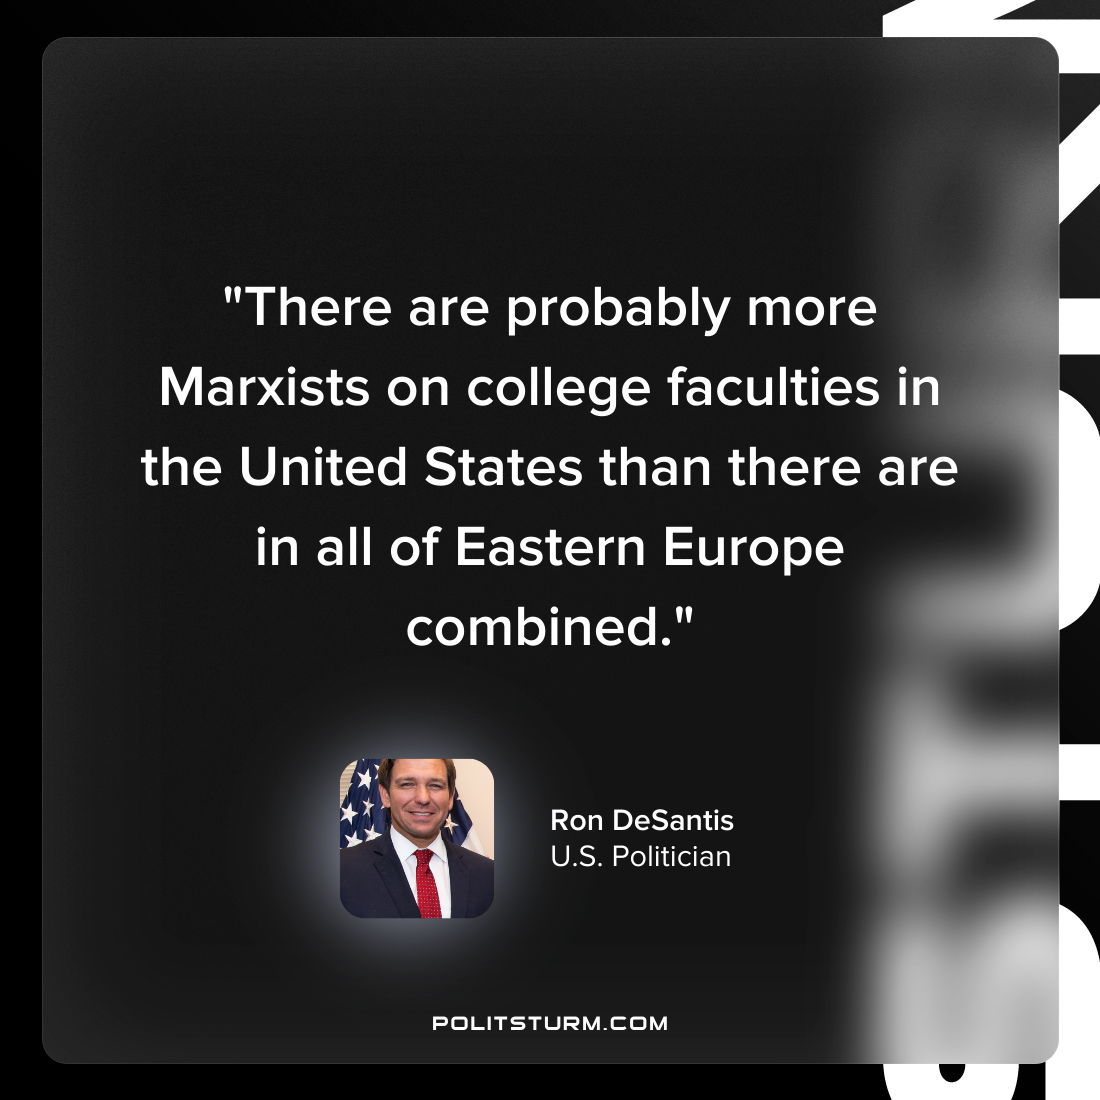 "There are probably more
Marxists on college faculties in
the United States than there are
in all of Eastern Europe
combined."
Ron DeSantis
U.S. Politician
POLITSTURM.COM